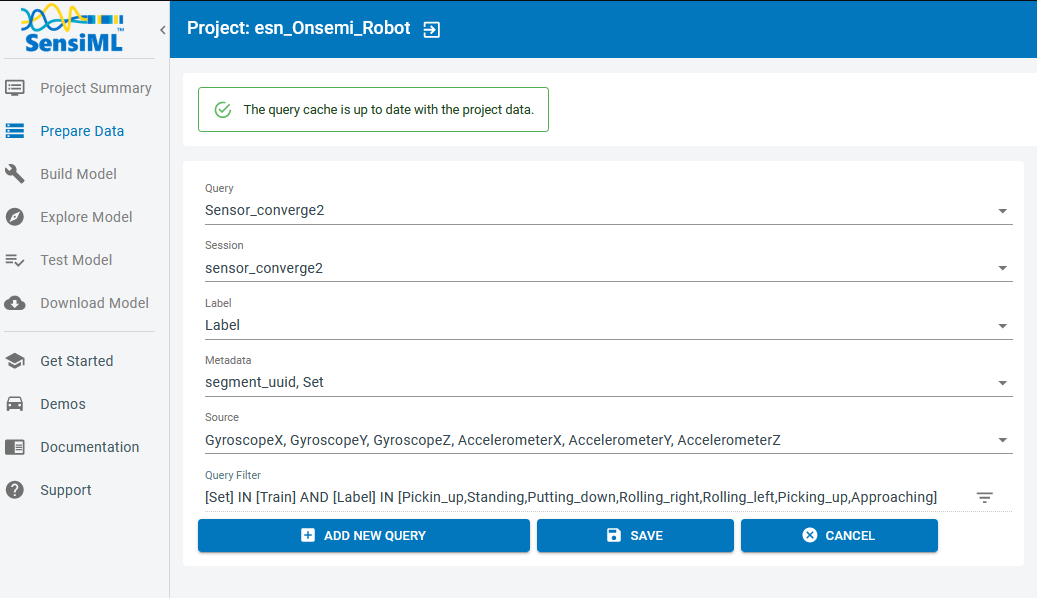 SensiML
TM
Project: esn_Onsemi_Robot
Project Summary
Prepare Data
Build Model
Explore Model
Test Model
Download Model
Get Started
Demos
Documentation
Support
The query cache is up to date with the project data.
Query
Sensor_converge2
Session
sensor_converge2
Label
Label
Metadata
segment_uuid, Set
Source
GyroscopeX, GyroscopeY, GyroscopeZ, AccelerometerX, AccelerometerY, AccelerometerZ
Query Filter
[Set] IN [Train] AND [Label] IN [Pickin_up,Standing,Putting_down,Rolling_right,Rolling_left,Picking_up,Approaching]
ADD NEW QUERY
SAVE
CANCEL